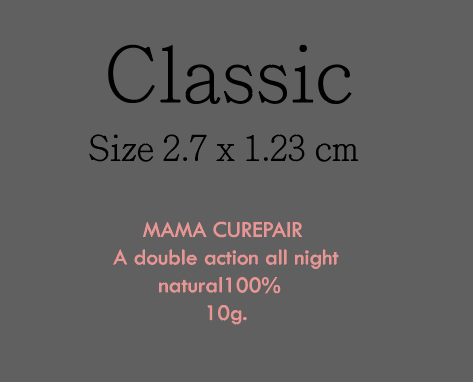 Classic
Size 2.7 x 1.23 cm
MAMA CUREPAIR
A double action all night
natural100%
10g.